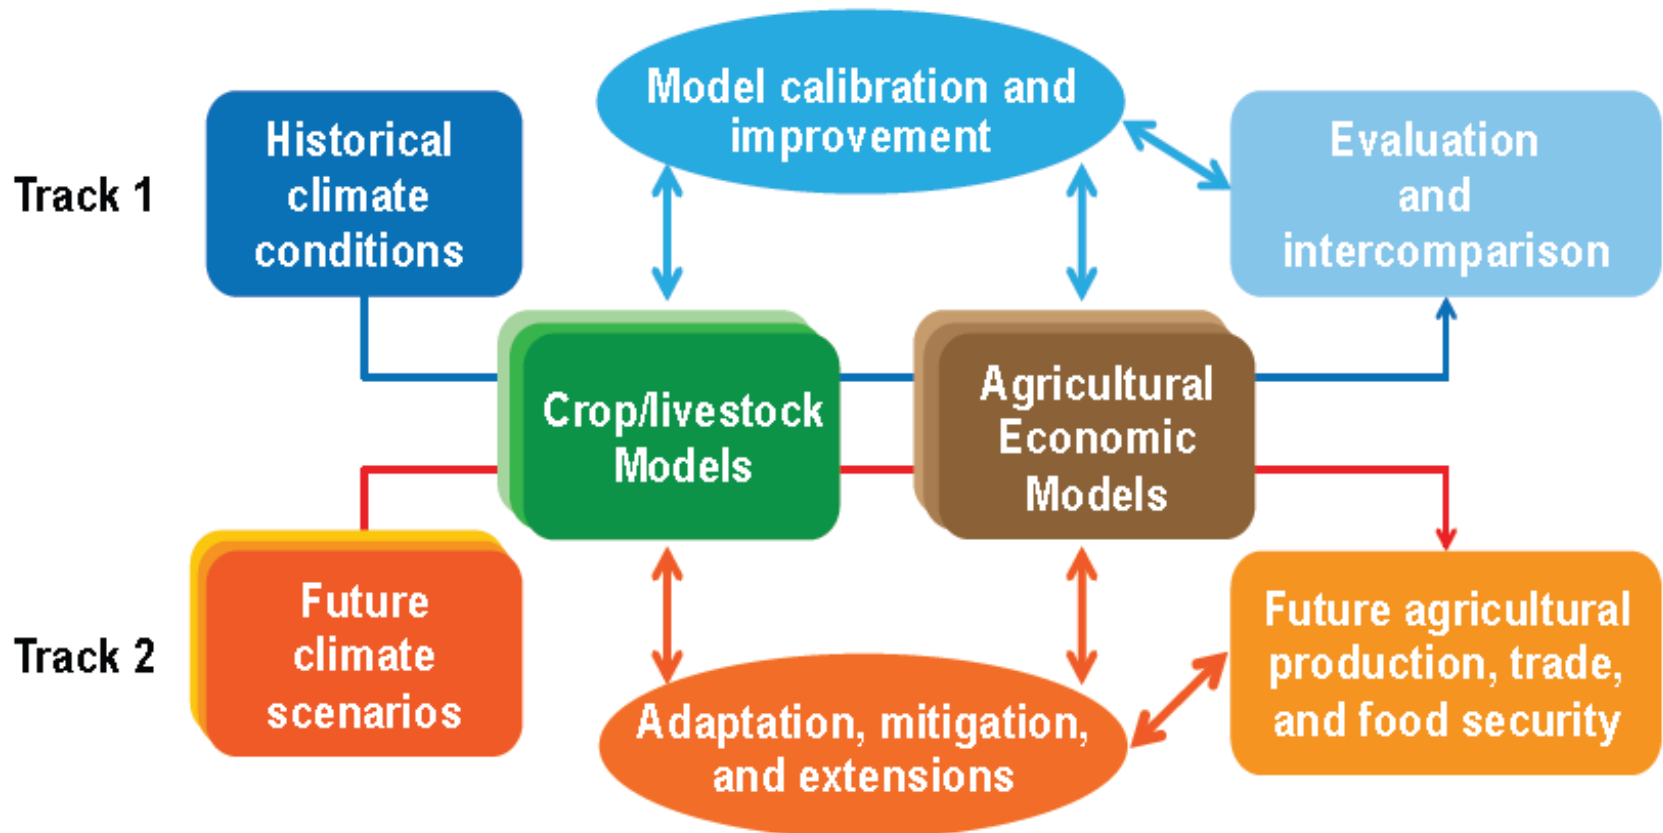 Track 1
Historical
climate
conditions
Model calibration and
improvement
Evaluation
and
intercomparison
Crop/livestock
Models
Agricultural
Economic
Models
Track 2
Future
climate
scenarios
Adaptation, mitigation,
and extensions
Future agricultural
production, trade,
and food security